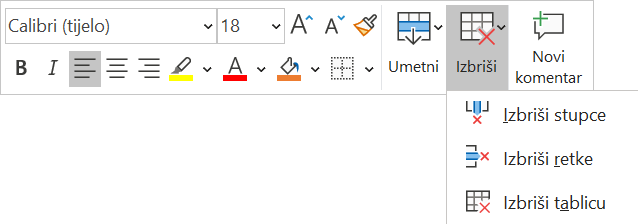 Calibri (tijelo) 18 A A
B I A Umetni Izbriši Novi
komentar
Izbriši stupce
Izbriši retke
Izbriši tablicu